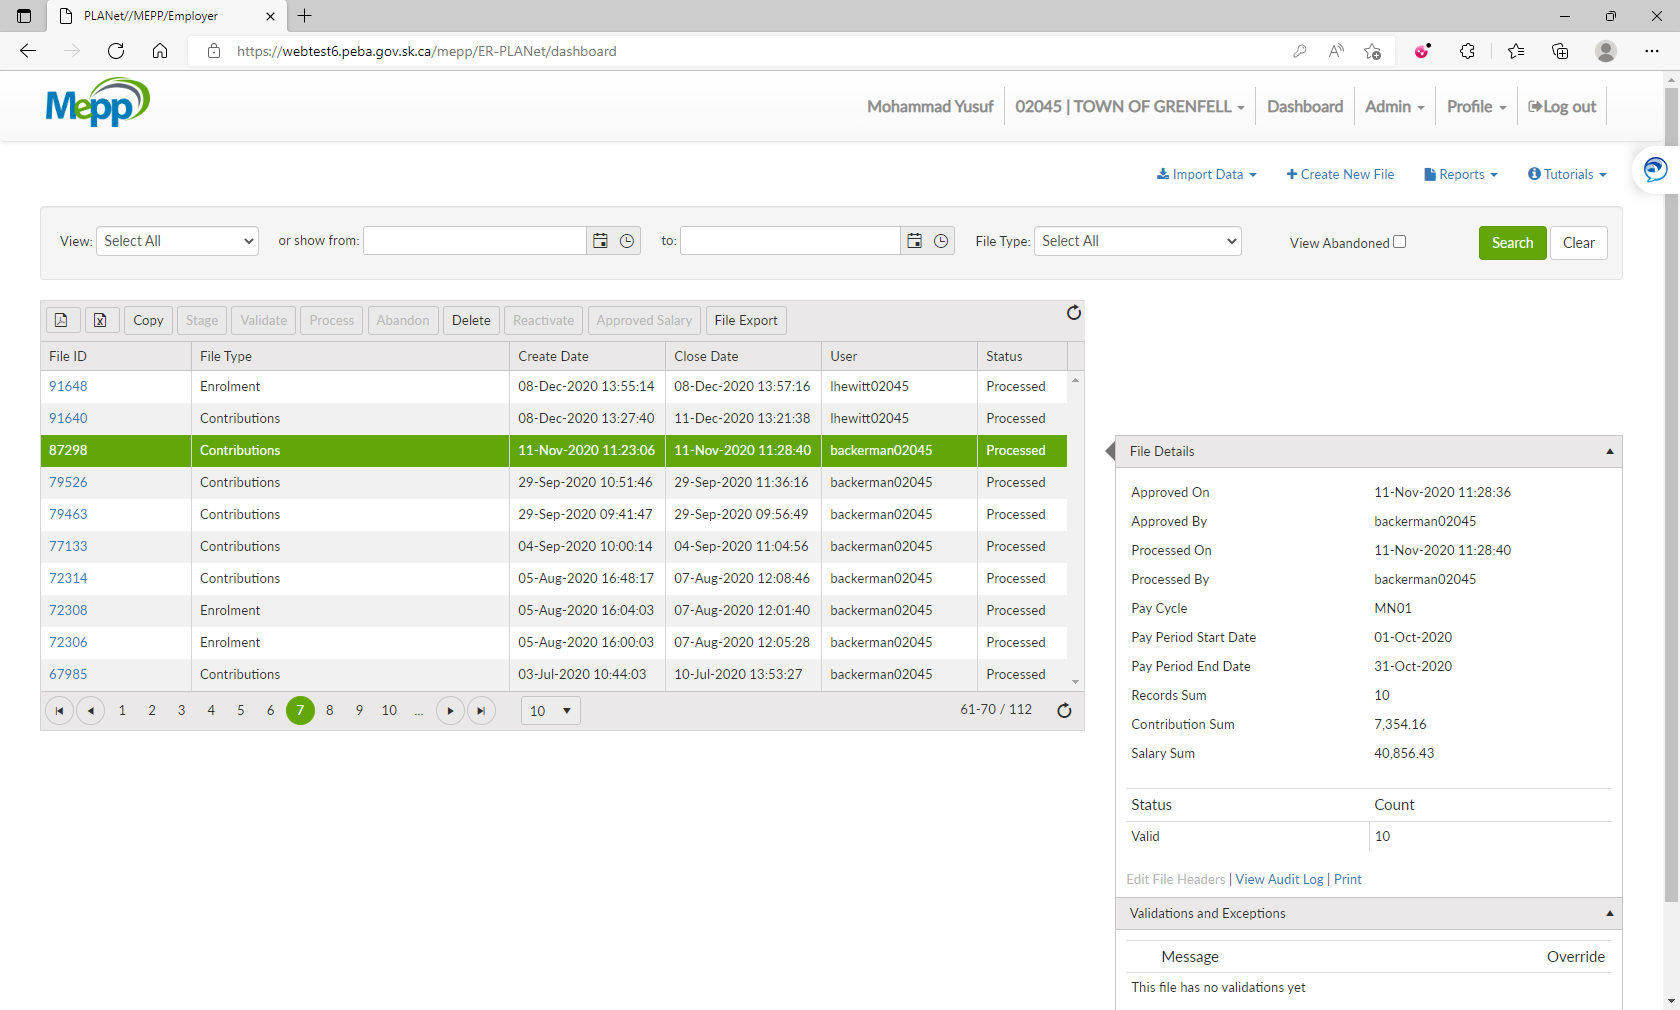 PLANet//MEPP/Employer
https://webtest6.peba.gov.sk.ca/mepp/ER-PLANet/dashboard
Mepp
Mohammad Yusuf
02045 | TOWN OF GRENFELL
Dashboard
Admin
Profile
Log out
Import Data
Create New File
Reports
Tutorials
View: Select All
or show from:
to:
File Type: Select All
View Abandoned
Search
Clear
Copy Stage Validate Process Abandon Delete Reactivate Approved Salary File Export
File ID File Type Create Date Close Date User Status
91648 Enrolment 08-Dec-2020 13:55:14 08-Dec-2020 13:57:16 lhewitt02045 Processed
91640 Contributions 08-Dec-2020 13:27:40 11-Dec-2020 13:21:38 lhewitt02045 Processed
87298 Contributions 11-Nov-2020 11:23:06 11-Nov-2020 11:28:40 backerman02045 Processed
79526 Contributions 29-Sep-2020 10:51:46 29-Sep-2020 11:36:16 backerman02045 Processed
79463 Contributions 29-Sep-2020 09:41:47 29-Sep-2020 09:56:49 backerman02045 Processed
77133 Contributions 04-Sep-2020 10:00:14 04-Sep-2020 11:04:56 backerman02045 Processed
72314 Contributions 05-Aug-2020 16:48:17 07-Aug-2020 12:08:46 backerman02045 Processed
72308 Enrolment 05-Aug-2020 16:04:03 07-Aug-2020 12:01:40 backerman02045 Processed
72306 Enrolment 05-Aug-2020 16:00:03 07-Aug-2020 12:05:28 backerman02045 Processed
67985 Contributions 03-Jul-2020 10:44:03 10-Jul-2020 13:53:27 backerman02045 Processed
1 2 3 4 5 6 7 8 9 10 ... 10 61-70 / 112
File Details
Approved On 11-Nov-2020 11:28:36
Approved By backerman02045
Processed On 11-Nov-2020 11:28:40
Processed By backerman02045
Pay Cycle MN01
Pay Period Start Date 01-Oct-2020
Pay Period End Date 31-Oct-2020
Records Sum 10
Contribution Sum 7,354.16
Salary Sum 40,856.43
Status Count
Valid 10
Edit File Headers | View Audit Log | Print
Validations and Exceptions
Message Override
This file has no validations yet